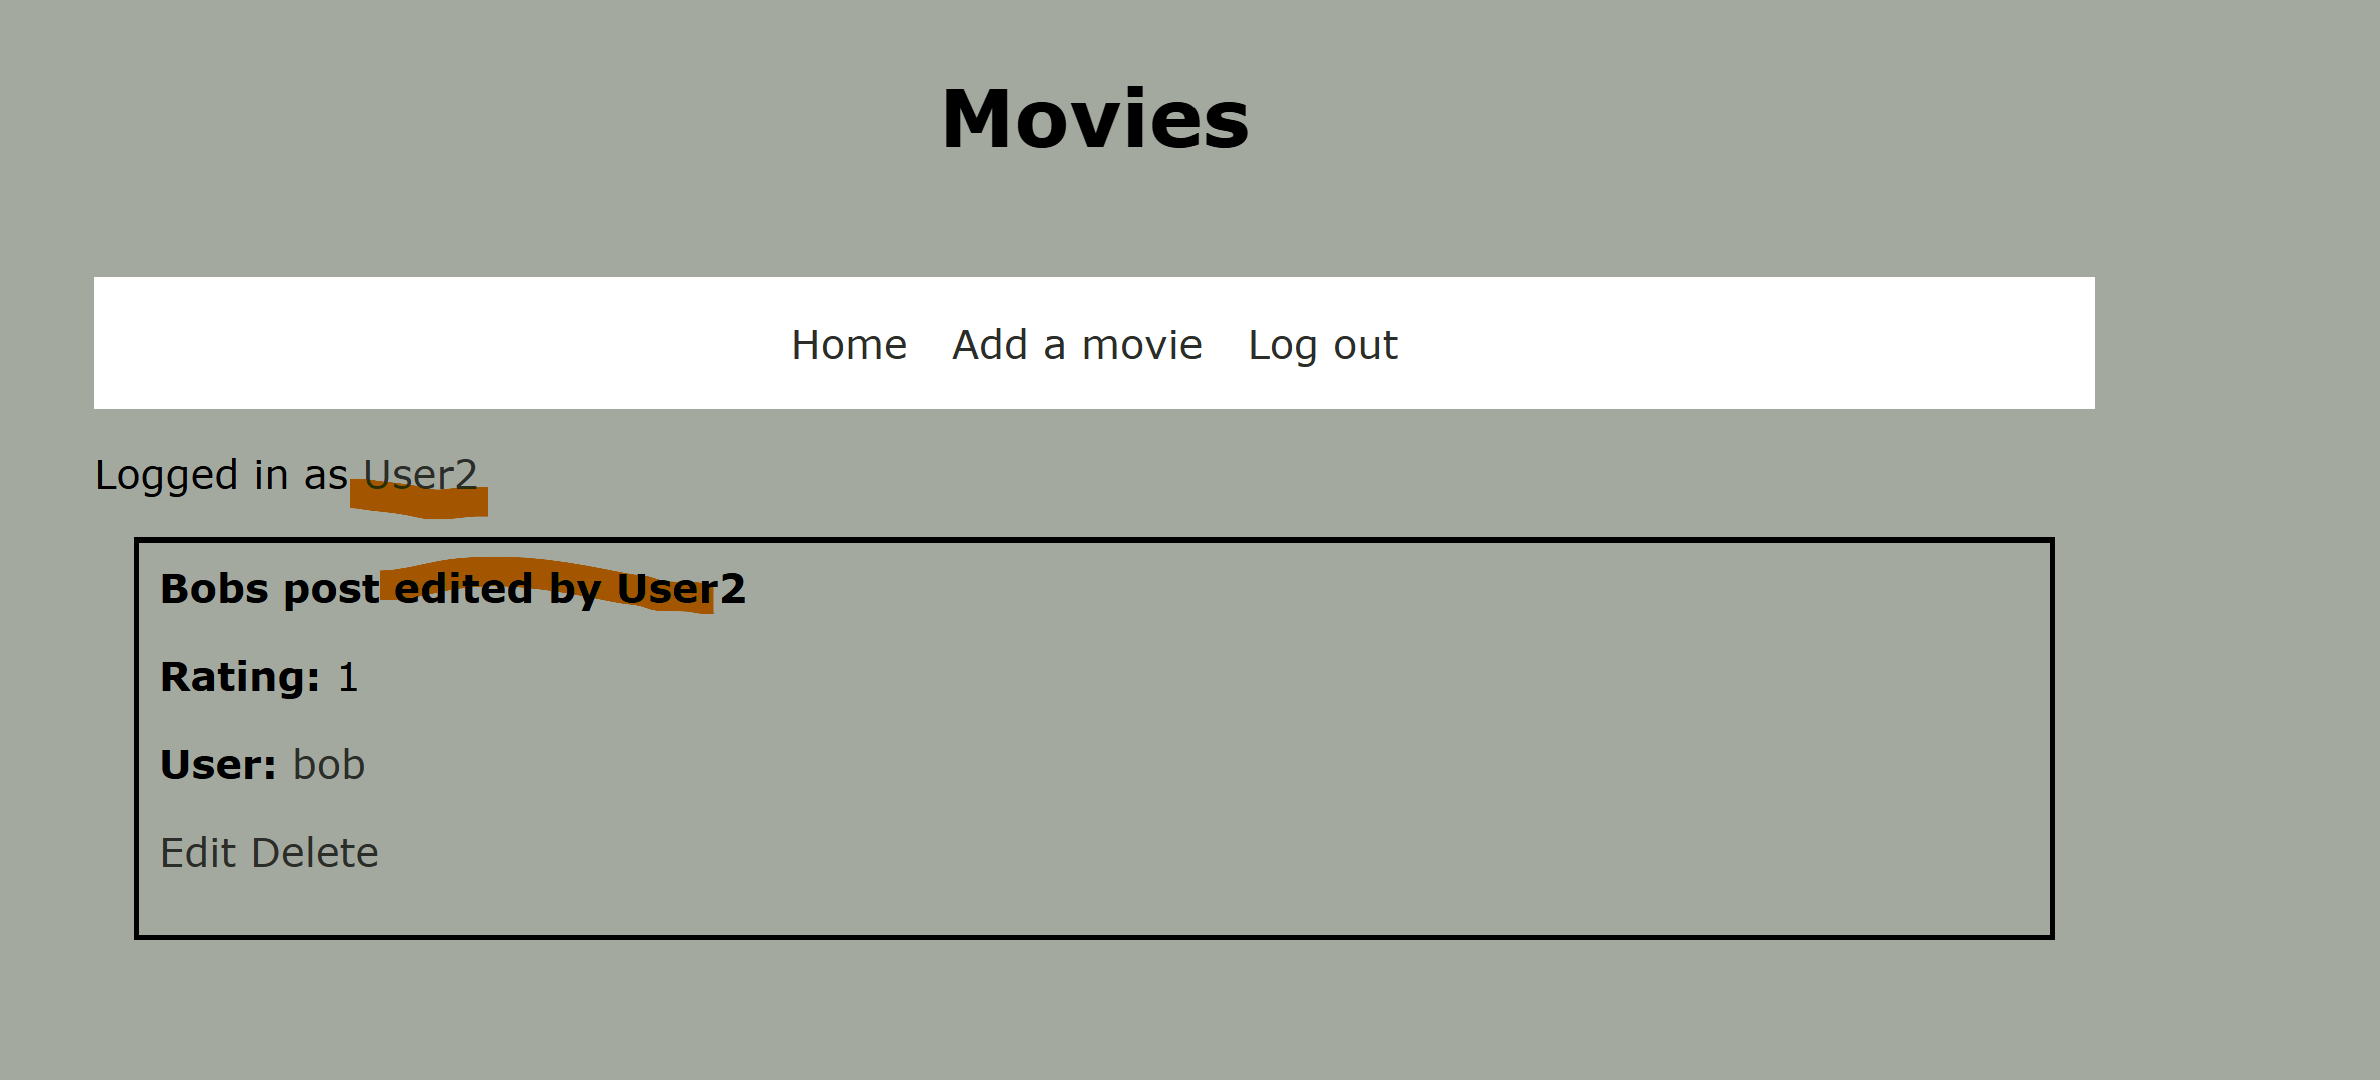 Movies
Home Add a movie Log out
Logged in as User2
Bobs post edited by User2
Rating: 1
User: bob
Edit Delete